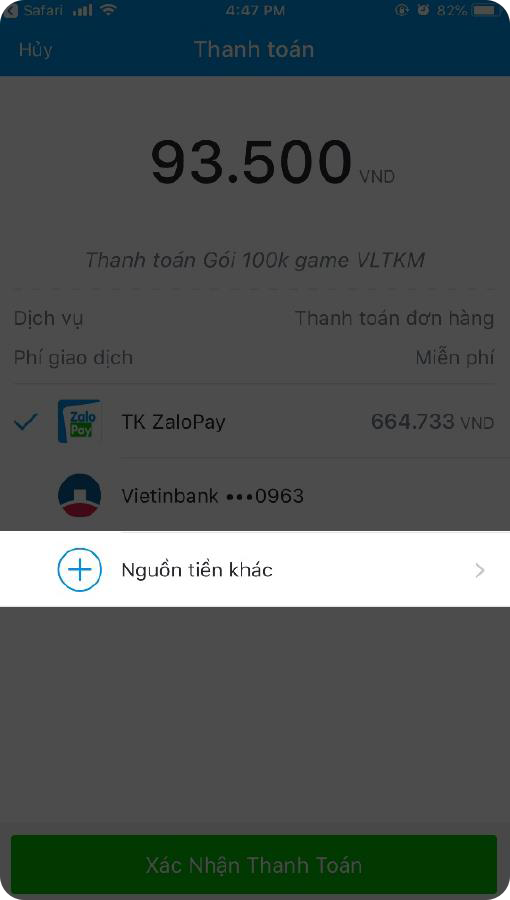 Safari 4:47 PM 82%
Hủy Thanh toán
93.500 VND
Thanh toán Gói 100k game VLTKM
Dịch vụ Thanh toán đơn hàng
Phí giao dịch Miễn phí
Zalo
Pay
TK ZaloPay 664.733 VND
Vietinbank •••0963
Nguồn tiền khác
Xác Nhận Thanh Toán